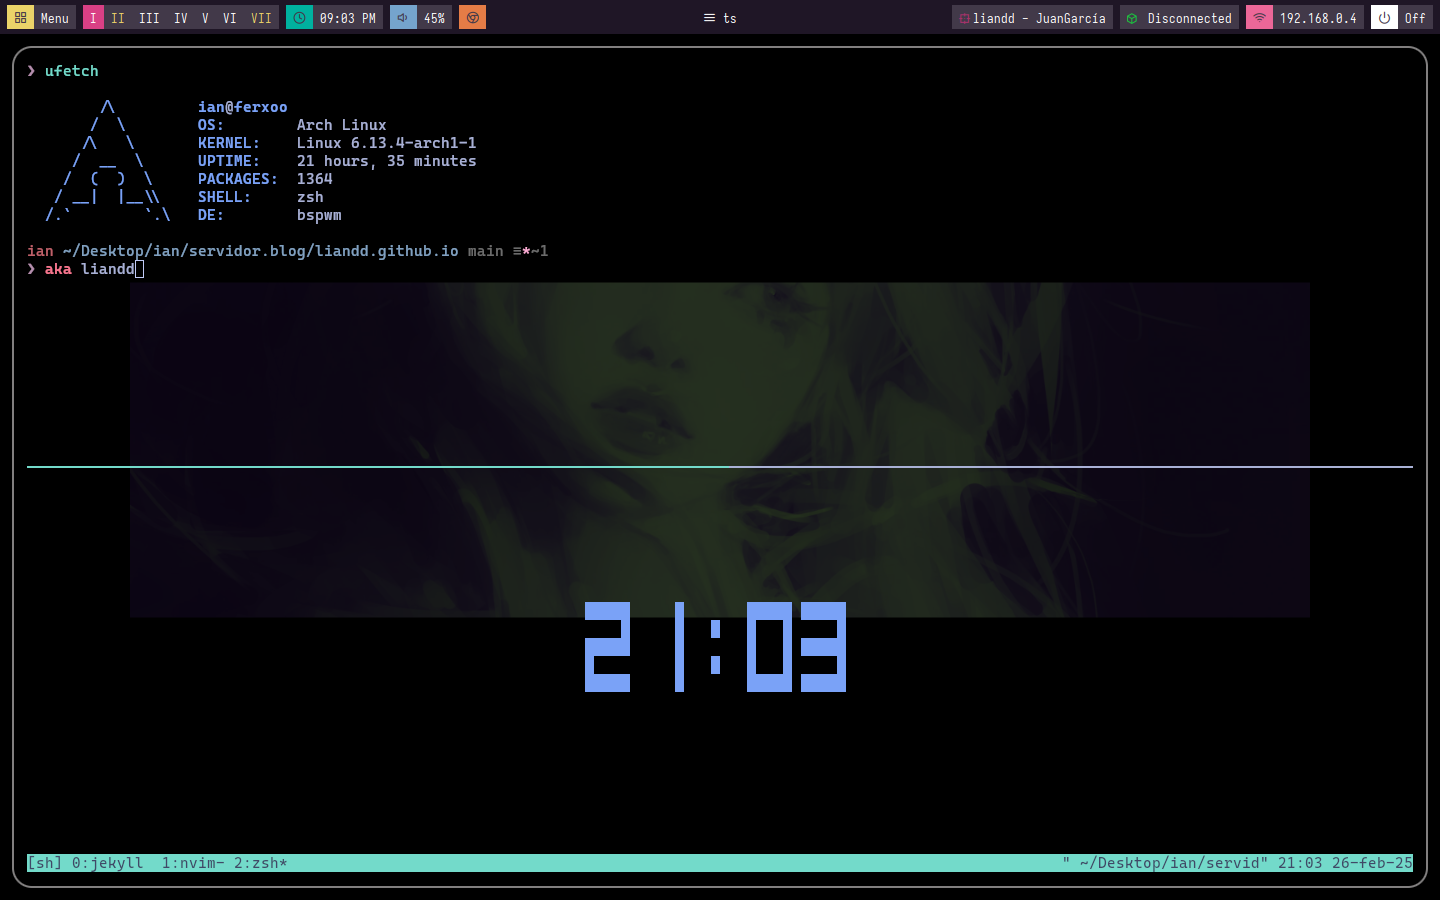 Menu I II III IV V VI VII 09:03 PM 45% ts liandd - JuanGarcía Disconnected 192.168.0.4 Off
❯ ufetch
ian@ferxoo
OS: Arch Linux
KERNEL: Linux 6.13.4-arch1-1
UPTIME: 21 hours, 35 minutes
PACKAGES: 1364
SHELL: zsh
DE: bspwm
ian ~/Desktop/ian/servidor.blog/liandd.github.io main ≡*~1
❯ aka liandd
21:03
[sh] 0:jekyll 1:nvim- 2:zsh* " ~/Desktop/ian/servid" 21:03 26-feb-25